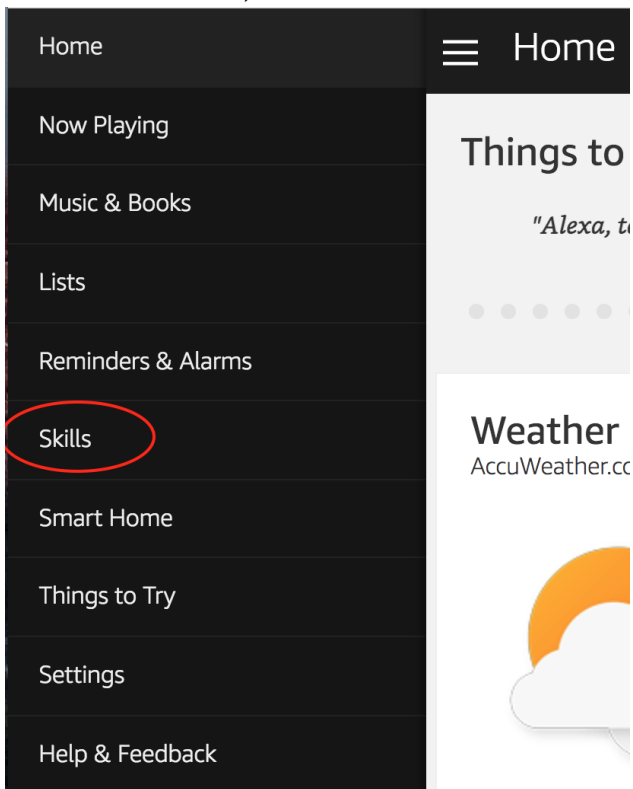 Home
Now Playing
Music & Books
Lists
Reminders & Alarms
Skills
Smart Home
Things to Try
Settings
Help & Feedback
Home
Things to
"Alexa, t
Weather
AccuWeather.co